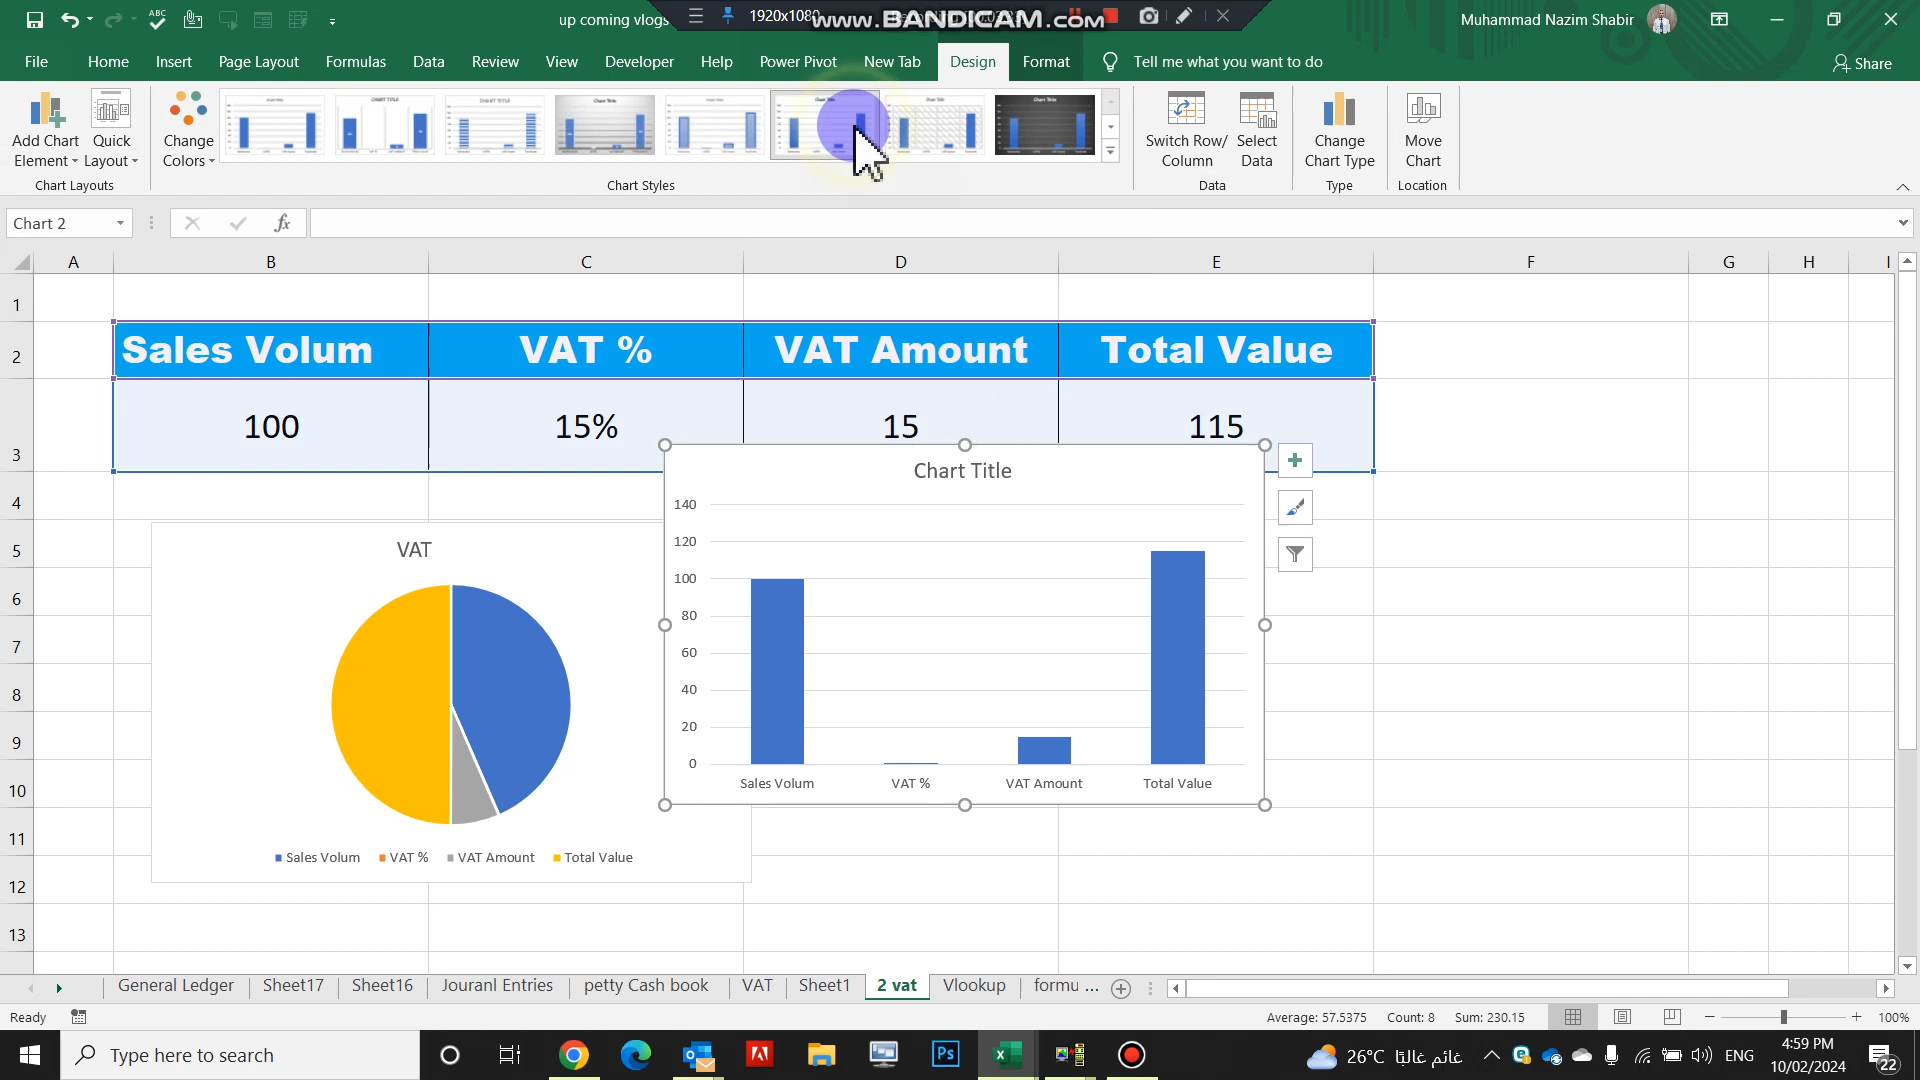 up coming vlogs
1920x1080
www.BANDICAM.com
Muhammad Nazim Shabir
File Home Insert Page Layout Formulas Data Review View Developer Help Power Pivot New Tab Design Format Tell me what you want to do Share
Add Chart Element
Quick Layout
Change Colors
Switch Row/ Column
Select Data
Change Chart Type
Move Chart
Chart Layouts
Chart Styles
Data
Type
Location
Chart 2
fx
A B C D E F G H I
1
2 Sales Volum VAT % VAT Amount Total Value
3 100 15% 15 115
4
5
6
7
8
9
10
11
12
13
VAT
Sales Volum VAT % VAT Amount Total Value
Chart Title
140
120
100
80
60
40
20
0
Sales Volum VAT % VAT Amount Total Value
General Ledger Sheet17 Sheet16 Jouranl Entries petty Cash book VAT Sheet1 2 vat Vlookup formu ...
Ready
Average: 57.5375 Count: 8 Sum: 230.15
100%
Type here to search
26°C غائم غالبًا
ENG
4:59 PM
10/02/2024
22